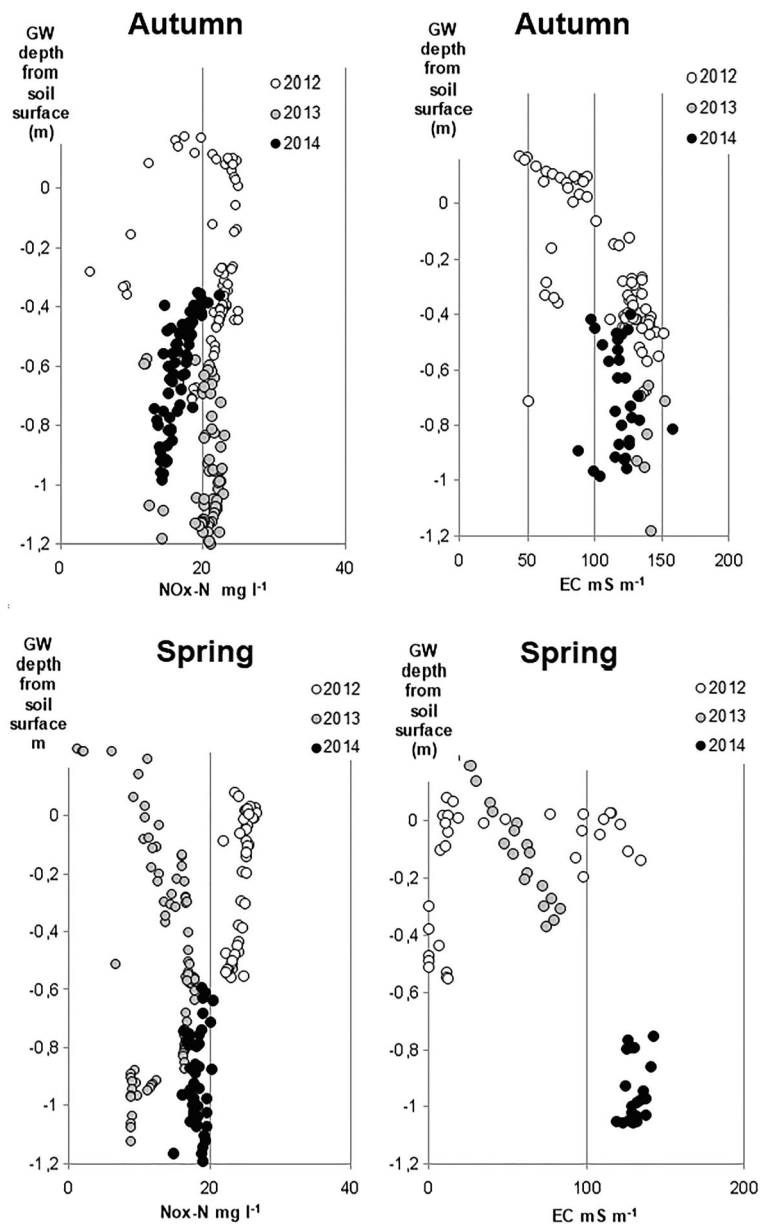 Autumn
GW
depth
from
soil
surface
(m)
2012
2013
2014
0
-0,2
-0,4
-0,6
-0,8
-1
-1,2
0
20
40
NOx-N mg l-1
Autumn
GW
depth
from
soil
surface
(m)
2012
2013
2014
0
-0,2
-0,4
-0,6
-0,8
-1
-1,2
0
50
100
150
200
EC mS m-1
Spring
GW
depth
from
soil
surface
m
2012
2013
2014
0
-0,2
-0,4
-0,6
-0,8
-1
-1,2
0
20
40
Nox-N mg l-1
Spring
GW
depth
from
soil
surface
(m)
2012
2013
2014
0
-0,2
-0,4
-0,6
-0,8
-1
-1,2
0
100
200
EC mS m-1